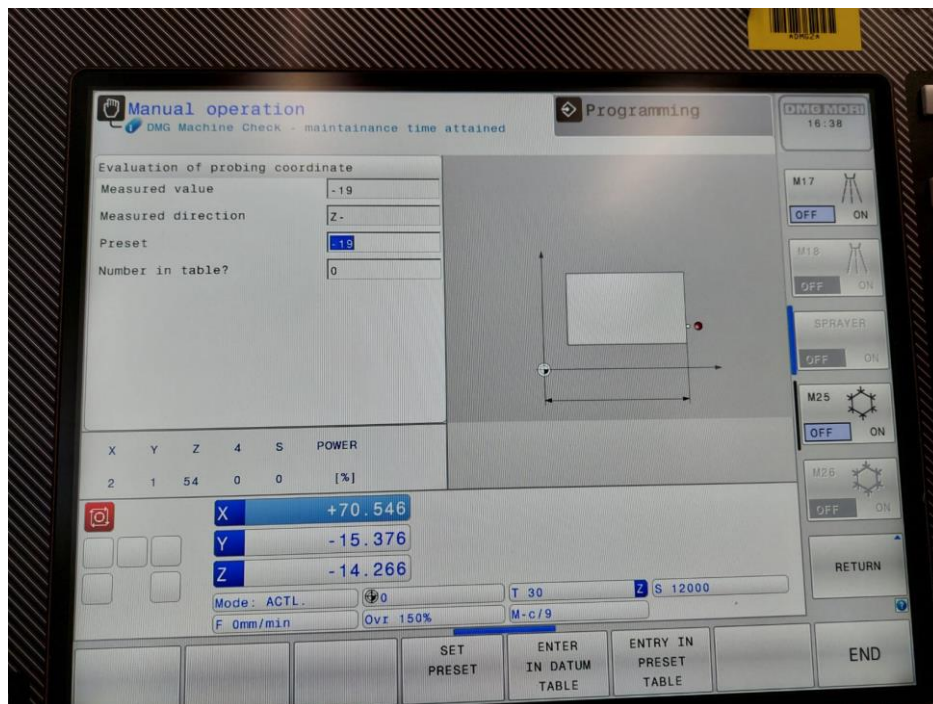 *DMG2*
Manual operation
DMG Machine Check - maintainance time attained
Programming
DMG MORI
16:38
Evaluation of probing coordinate
Measured value -19
Measured direction Z-
Preset -19
Number in table? 0
M17
OFF ON
M18
OFF ON
SPRAYER
OFF ON
M25
OFF ON
M26
OFF ON
RETURN
X Y Z 4 S POWER
2 1 54 0 0 [%]
X +70.546
Y -15.376
Z -14.266
Mode: ACTL. 0 T 30 Z S 12000
F 0mm/min Ovr 150% M-c/9
SET
PRESET
ENTER
IN DATUM
TABLE
ENTRY IN
PRESET
TABLE
END